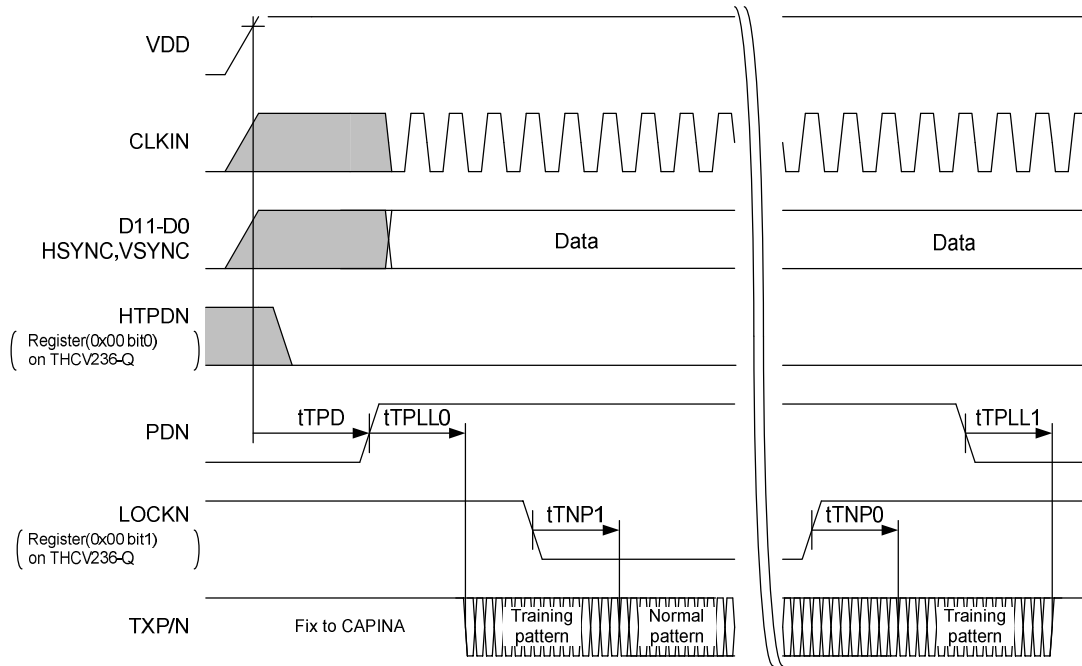 VDD
CLKIN
D11-D0
HSYNC,VSYNC
Data
Data
HTPDN
Register(0x00 bit0)
on THCV236-Q
PDN
tTPD
tTPLL0
tTPLL1
LOCKN
Register(0x00 bit1)
on THCV236-Q
tTNP1
tTNP0
TXP/N
Fix to CAPINA
Training
pattern
Normal
pattern
Training
pattern